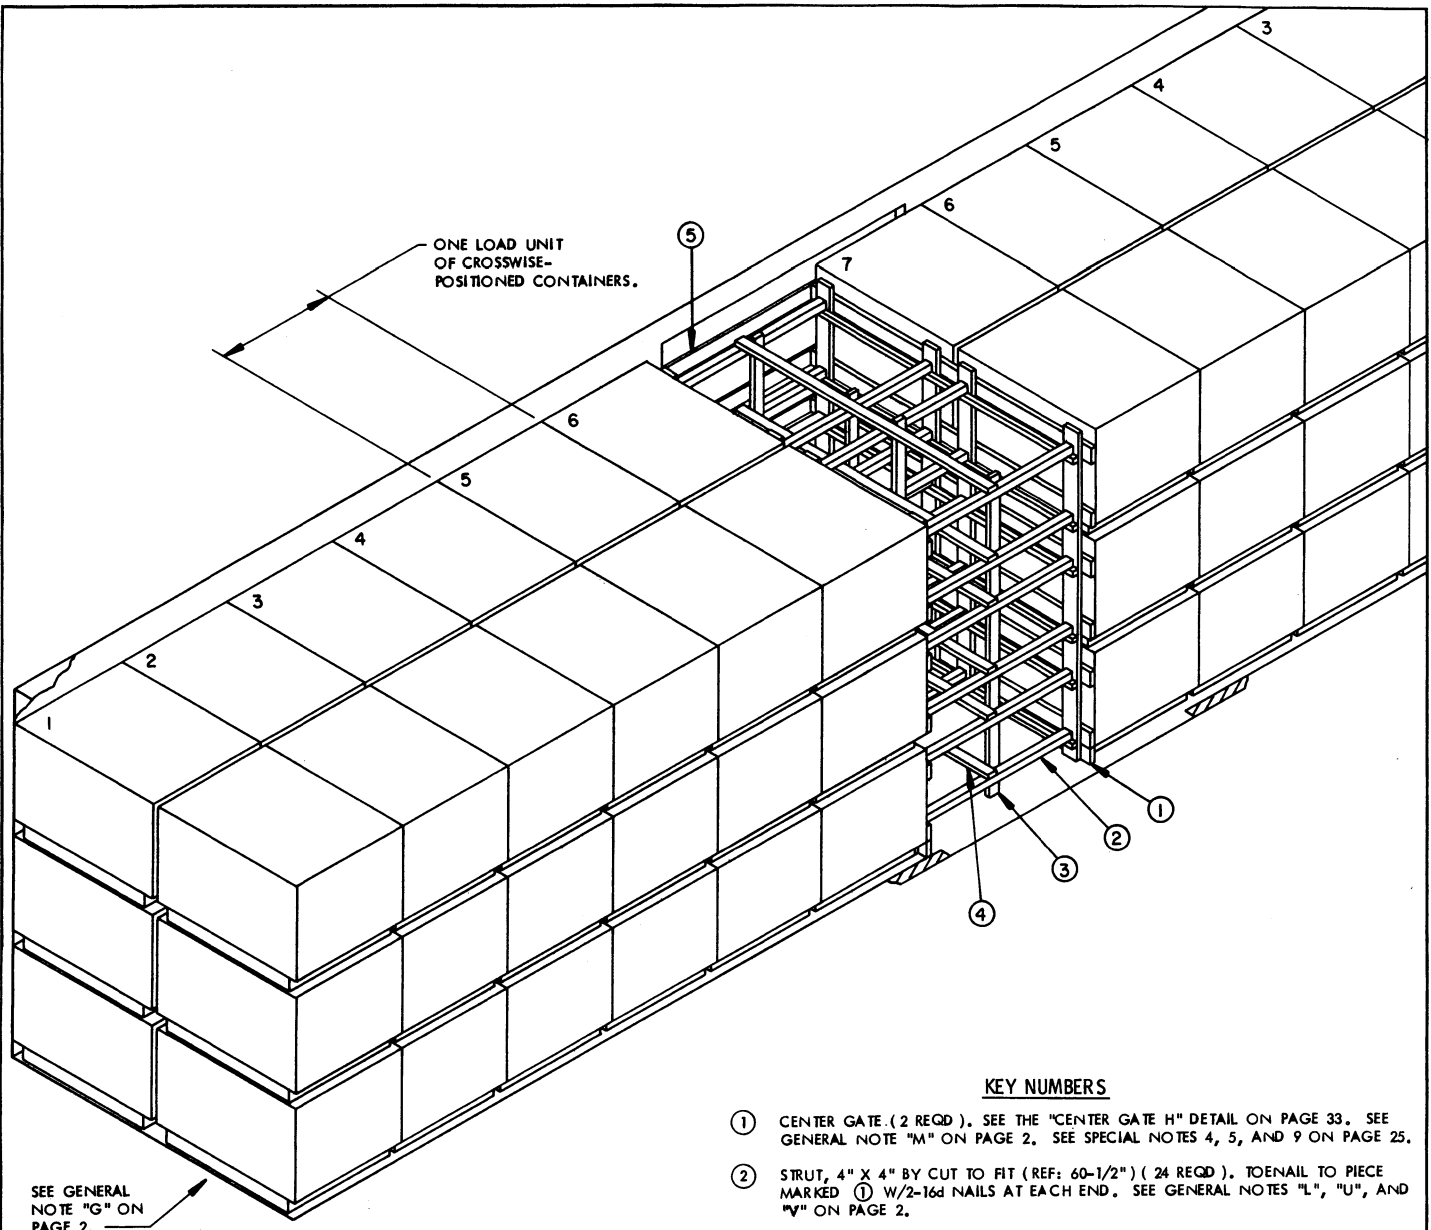 3
4
5
6
7
ONE LOAD UNIT
OF CROSSWISE-
POSITIONED CONTAINERS.
5
6
5
4
3
2
1
1
2
3
4
KEY NUMBERS
1 CENTER GATE (2 REQD). SEE THE "CENTER GATE H" DETAIL ON PAGE 33. SEE
GENERAL NOTE "M" ON PAGE 2. SEE SPECIAL NOTES 4, 5, AND 9 ON PAGE 25.
2 STRUT, 4" X 4" BY CUT TO FIT (REF: 60-1/2") (24 REQD). TOENAIL TO PIECE
MARKED 1 W/2-16d NAILS AT EACH END. SEE GENERAL NOTES "L", "U", AND
"V" ON PAGE 2.
SEE GENERAL
NOTE "G" ON
PAGE 2.